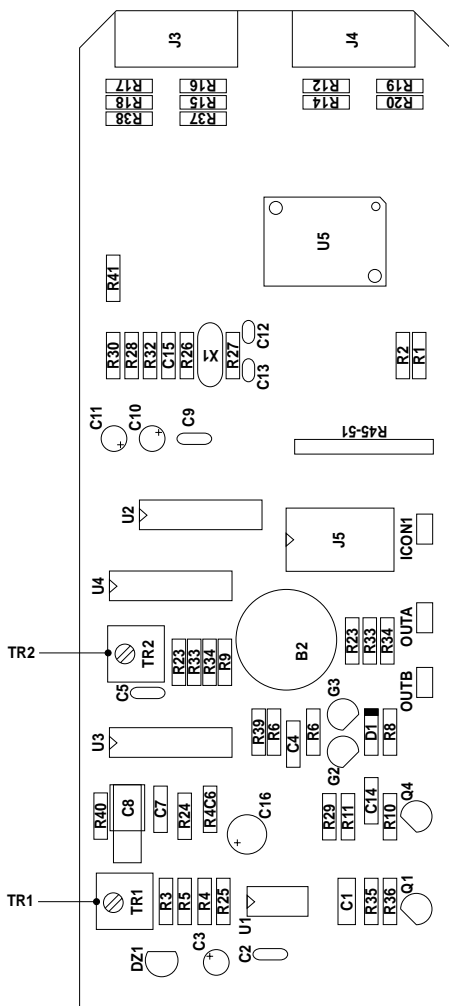 J3
J4
R17
R16
R12
R19
R18
R15
R14
R20
R38
R37
U5
R41
R30
R28
R32
C15
R26
X1
R27
C12
C13
R2
R1
C11
C10
C9
R45-51
U2
J5
ICON1
U4
TR2
TR2
R23
R33
R34
R9
B2
R23
R33
R34
OUTA
OUTB
C5
G3
U3
R39
R6
C4
R6
G2
D1
R8
R40
C8
C7
R24
R4
C6
C16
R29
R11
C14
R10
Q4
TR1
TR1
R3
R5
R4
R25
U1
C1
R35
R36
Q1
DZ1
C3
C2